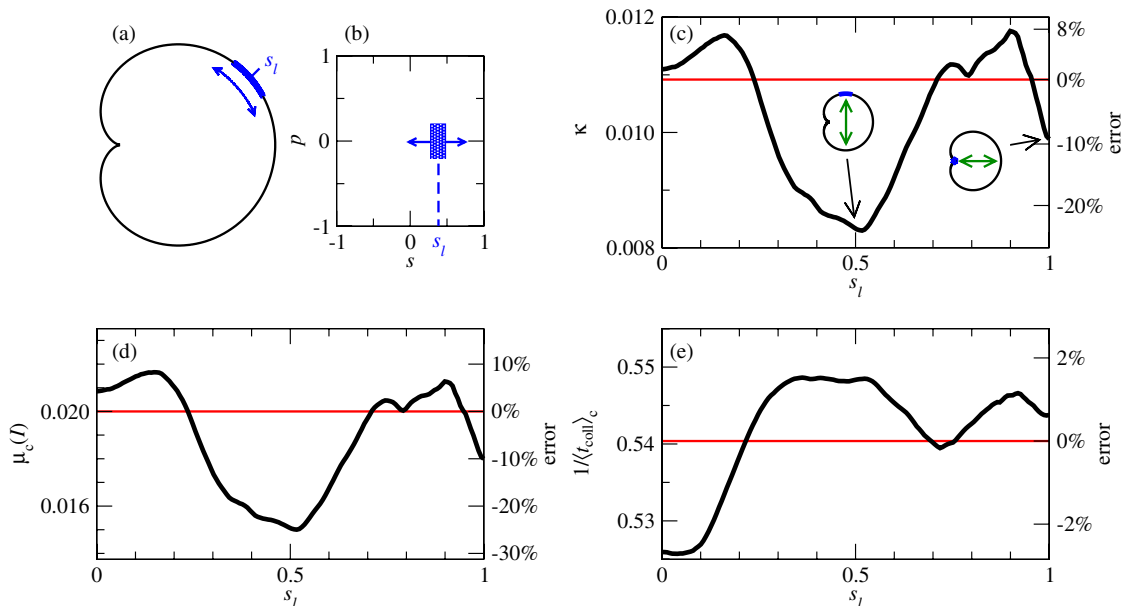 (a)
s_l
(b)
1
p
0
-1
-1
0
1
s_l
s
(c)
0.012
0.010
0.008
κ
8%
0%
-10%
-20%
error
0
0.5
1
s_l
(d)
0.020
0.016
μ_c(I)
10%
0%
-10%
-20%
-30%
error
0
0.5
1
s_l
(e)
0.55
0.54
0.53
1/⟨t_coll⟩_c
2%
0%
-2%
error
0
0.5
1
s_l